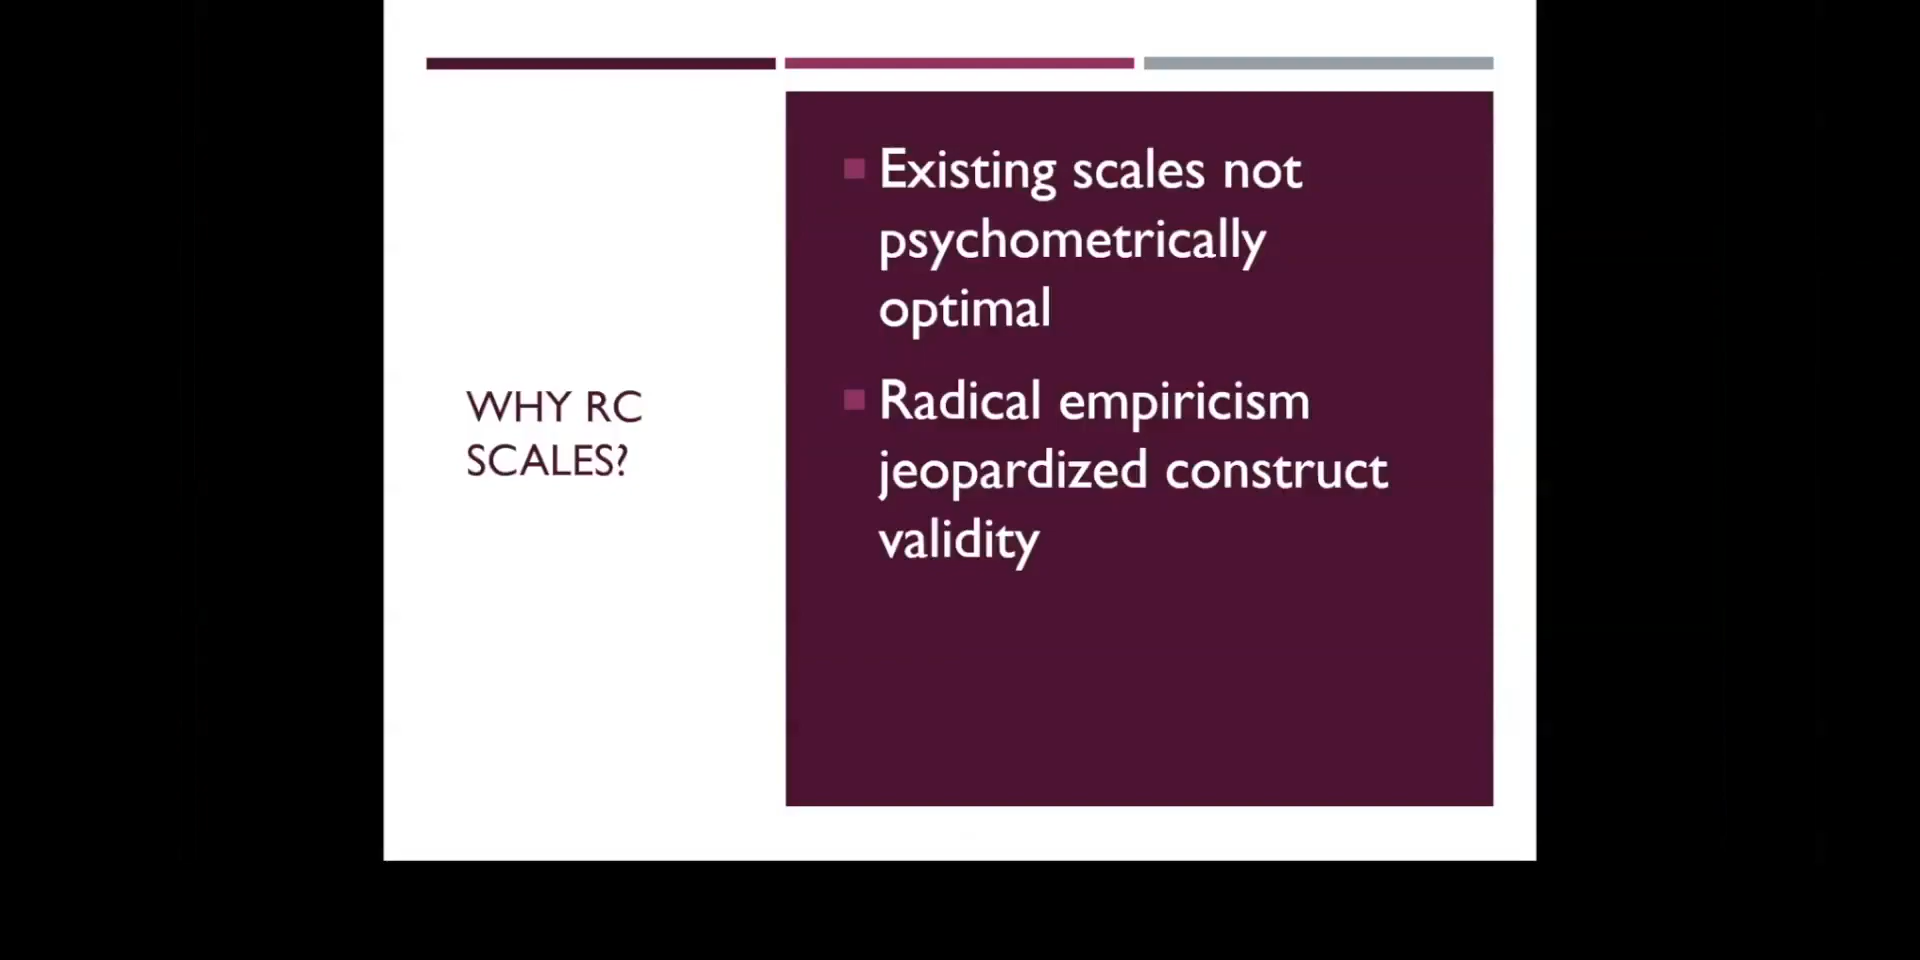 WHY RC
SCALES?
Existing scales not
psychometrically
optimal
Radical empiricism
jeopardized construct
validity